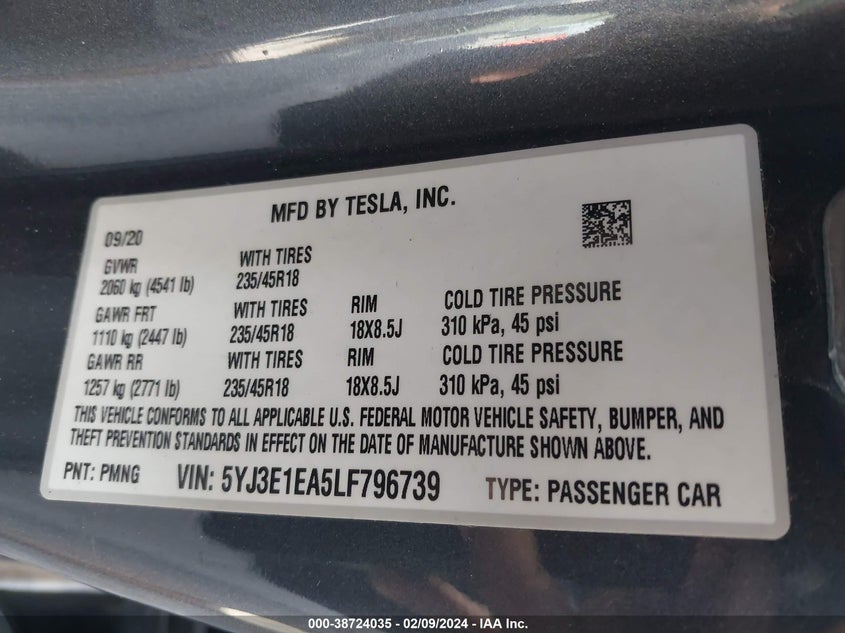 MFD BY TESLA, INC.
09/20
GVWR WITH TIRES
2060 kg (4541 lb) 235/45R18
GAWR FRT WITH TIRES RIM COLD TIRE PRESSURE
1110 kg (2447 lb) 235/45R18 18X8.5J 310 kPa, 45 psi
GAWR RR WITH TIRES RIM COLD TIRE PRESSURE
1257 kg (2771 lb) 235/45R18 18X8.5J 310 kPa, 45 psi
THIS VEHICLE CONFORMS TO ALL APPLICABLE U.S. FEDERAL MOTOR VEHICLE SAFETY, BUMPER, AND
THEFT PREVENTION STANDARDS IN EFFECT ON THE DATE OF MANUFACTURE SHOWN ABOVE.
PNT: PMNG VIN: 5YJ3E1EA5LF796739 TYPE: PASSENGER CAR
000-38724035 - 02/09/2024 - IAA Inc.